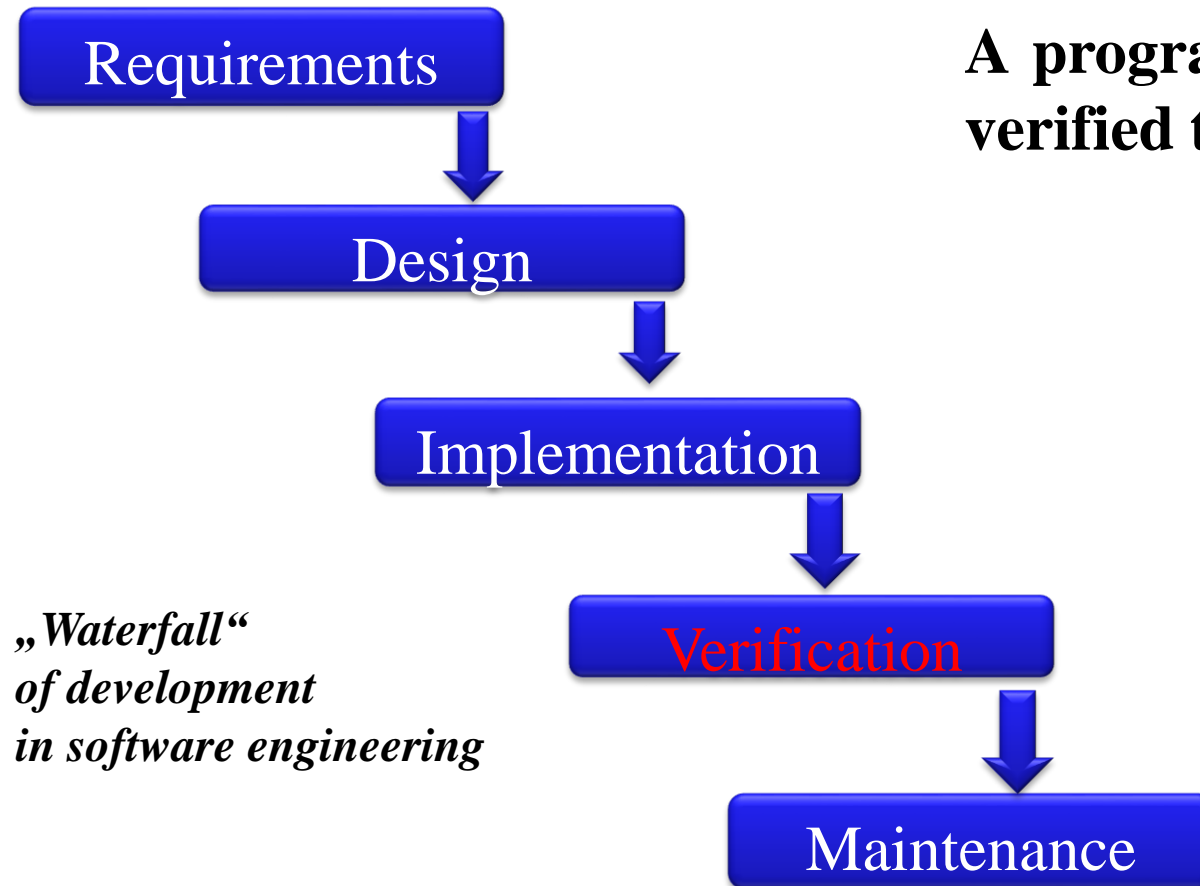 Requirements
A progra
verified t
Design
Implementation
„Waterfall“
of development
in software engineering
Verification
Maintenance